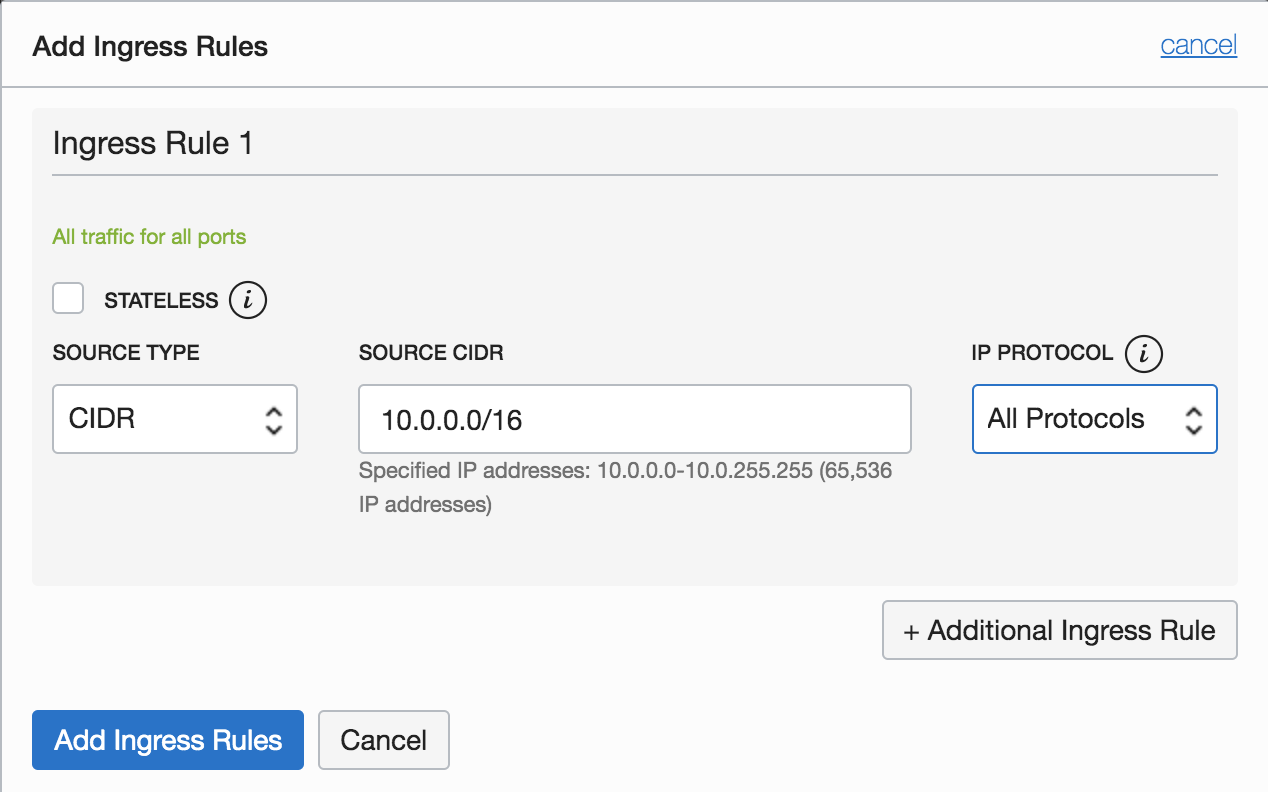 Add Ingress Rules
cancel
Ingress Rule 1
All traffic for all ports
STATELESS i
SOURCE TYPE
SOURCE CIDR
IP PROTOCOL i
CIDR
10.0.0.0/16
All Protocols
Specified IP addresses: 10.0.0.0-10.0.255.255 (65,536
IP addresses)
+ Additional Ingress Rule
Add Ingress Rules
Cancel